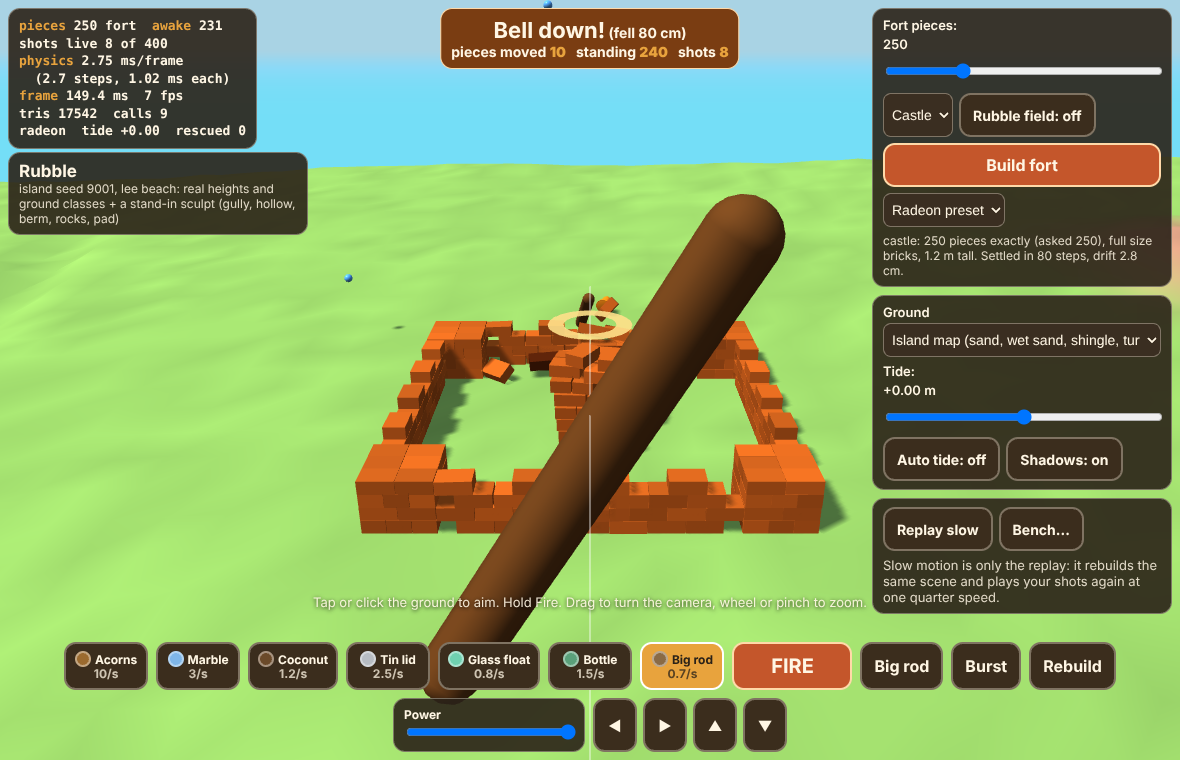 pieces 250 fort awake 231
shots live 8 of 400
physics 2.75 ms/frame
(2.7 steps, 1.02 ms each)
frame 149.4 ms 7 fps
tris 17542 calls 9
radeon tide +0.00 rescued 0
Rubble
island seed 9001, lee beach: real heights and
ground classes + a stand-in sculpt (gully, hollow,
berm, rocks, pad)
Bell down! (fell 80 cm)
pieces moved 10 standing 240 shots 8
Fort pieces:
250
Castle
Rubble field: off
Build fort
Radeon preset
castle: 250 pieces exactly (asked 250), full size
bricks, 1.2 m tall. Settled in 80 steps, drift 2.8
cm.
Ground
Island map (sand, wet sand, shingle, tur
Tide:
+0.00 m
Auto tide: off
Shadows: on
Replay slow
Bench...
Slow motion is only the replay: it rebuilds the
same scene and plays your shots again at
one quarter speed.
Tap or click the ground to aim. Hold Fire. Drag to turn the camera, wheel or pinch to zoom.
Acorns
10/s
Marble
3/s
Coconut
1.2/s
Tin lid
2.5/s
Glass float
0.8/s
Bottle
1.5/s
Big rod
0.7/s
FIRE
Big rod
Burst
Rebuild
Power